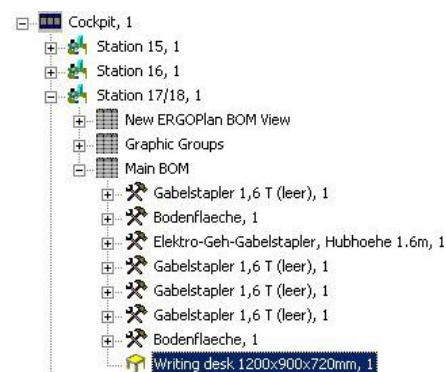 Cockpit, 1
Station 15, 1
Station 16, 1
Station 17/18, 1
New ERGOPlan BOM View
Graphic Groups
Main BOM
Gabelstapler 1,6 T (leer), 1
Bodenflaeche, 1
Elektro-Geh-Gabelstapler, Hubhoehe 1.6m, 1
Gabelstapler 1,6 T (leer), 1
Gabelstapler 1,6 T (leer), 1
Gabelstapler 1,6 T (leer), 1
Bodenflaeche, 1
Writing desk 1200x900x720mm, 1